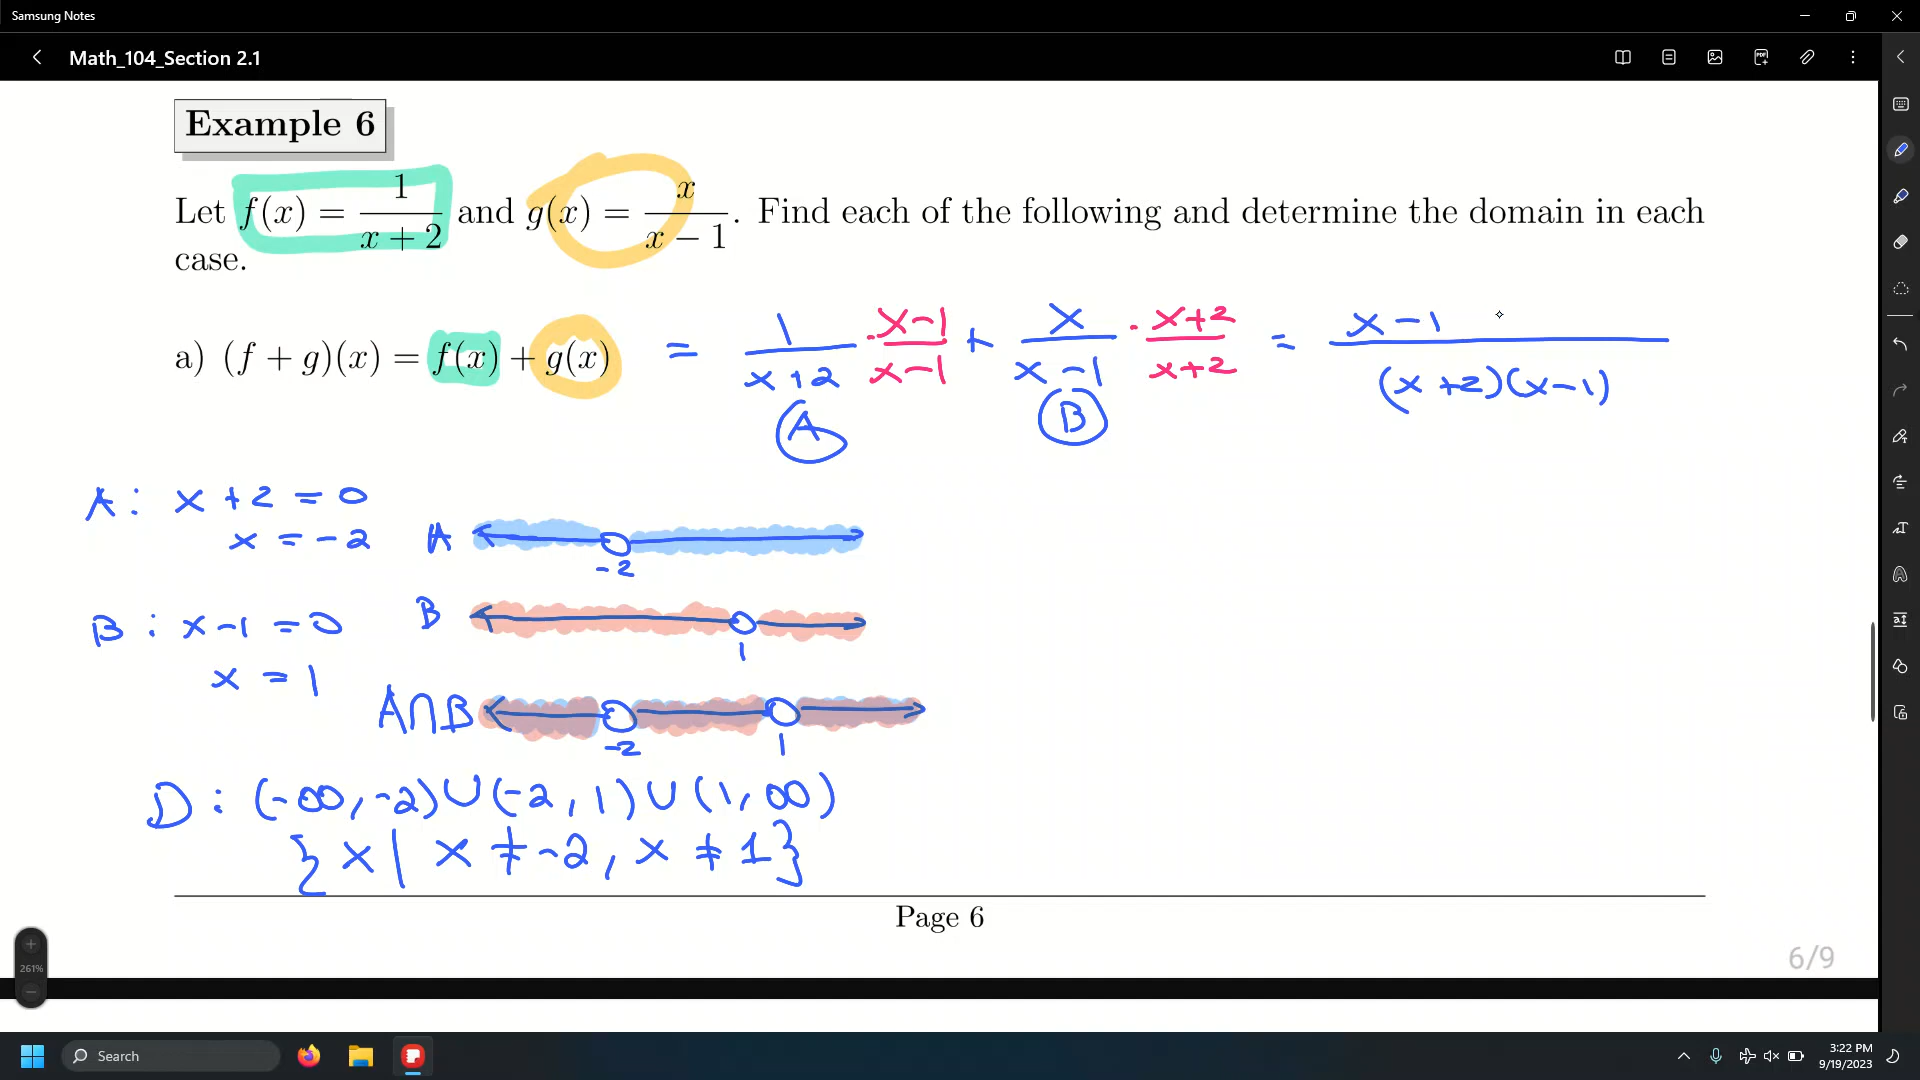 Samsung Notes
Math_104_Section 2.1
Example 6
Let f(x) = 1/(x + 2) and g(x) = x/(x − 1). Find each of the following and determine the domain in each
case.
a) (f + g)(x) = f(x) + g(x) = 1/(x+2) · (x−1)/(x−1) + x/(x−1) · (x+2)/(x+2) = x−1 / (x+2)(x−1)
A B
A: x+2 = 0
x = -2
A
-2
B: x-1 = 0
x = 1
B
1
A∩B
-2 1
D: (-∞,-2)∪(-2,1)∪(1,∞)
{x| x ≠ -2, x ≠ 1}
Page 6
6/9
261%
Search
3:22 PM
9/19/2023